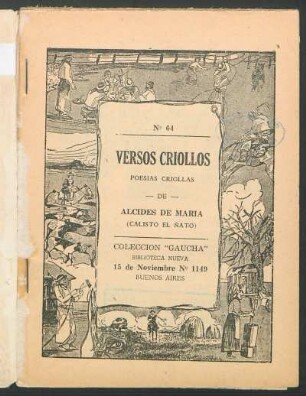 Nº 64
VERSOS CRIOLLOS
POESIAS CRIOLLAS
— DE —
ALCIDES DE MARIA
(CALISTO EL ÑATO)
COLECCION "GAUCHA"
BIBLIOTECA NUEVA
15 de Noviembre Nº 1149
BUENOS AIRES